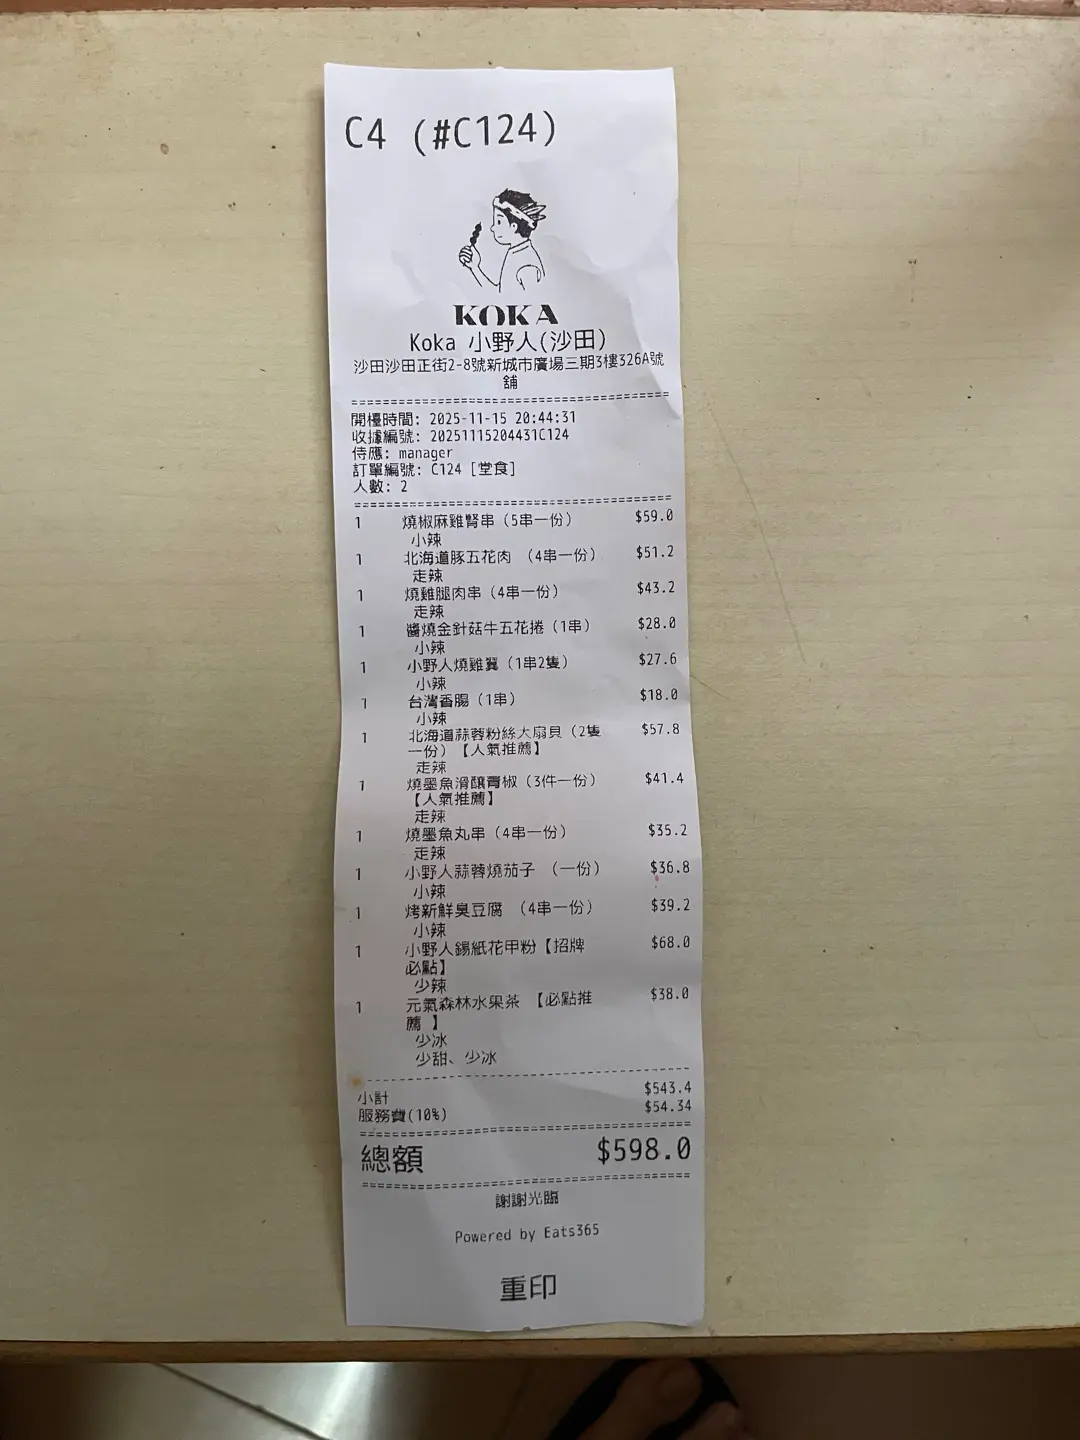 C4 (#C124)
KOKA
Koka 小野人(沙田)
沙田沙田正街2-8號新城市廣場三期3樓326A號
舖
開檯時間: 2025-11-15 20:44:31
收據編號: 20251115204431C124
侍應: manager
訂單編號: C124 [堂食]
人數: 2
1 燒椒麻雞腎串（5串一份） $59.0
小辣
1 北海道豚五花肉 （4串一份） $51.2
走辣
1 燒雞腿肉串（4串一份） $43.2
走辣
1 醬燒金針菇牛五花捲（1串） $28.0
小辣
1 小野人燒雞翼（1串2隻） $27.6
小辣
1 台灣香腸（1串） $18.0
小辣
1 北海道蒜蓉粉絲大扇貝（2隻 $57.8
一份）【人氣推薦】
走辣
1 燒墨魚滑釀青椒（3件一份） $41.4
【人氣推薦】
走辣
1 燒墨魚丸串（4串一份） $35.2
走辣
1 小野人蒜蓉燒茄子 （一份） $36.8
小辣
1 烤新鮮臭豆腐 （4串一份） $39.2
小辣
1 小野人錫紙花甲粉【招牌 $68.0
必點】
少辣
1 元氣森林水果茶 【必點推 $38.0
薦 】
少冰
少甜、少冰
小計 $543.4
服務費(10%) $54.34
總額 $598.0
謝謝光臨
Powered by Eats365
重印